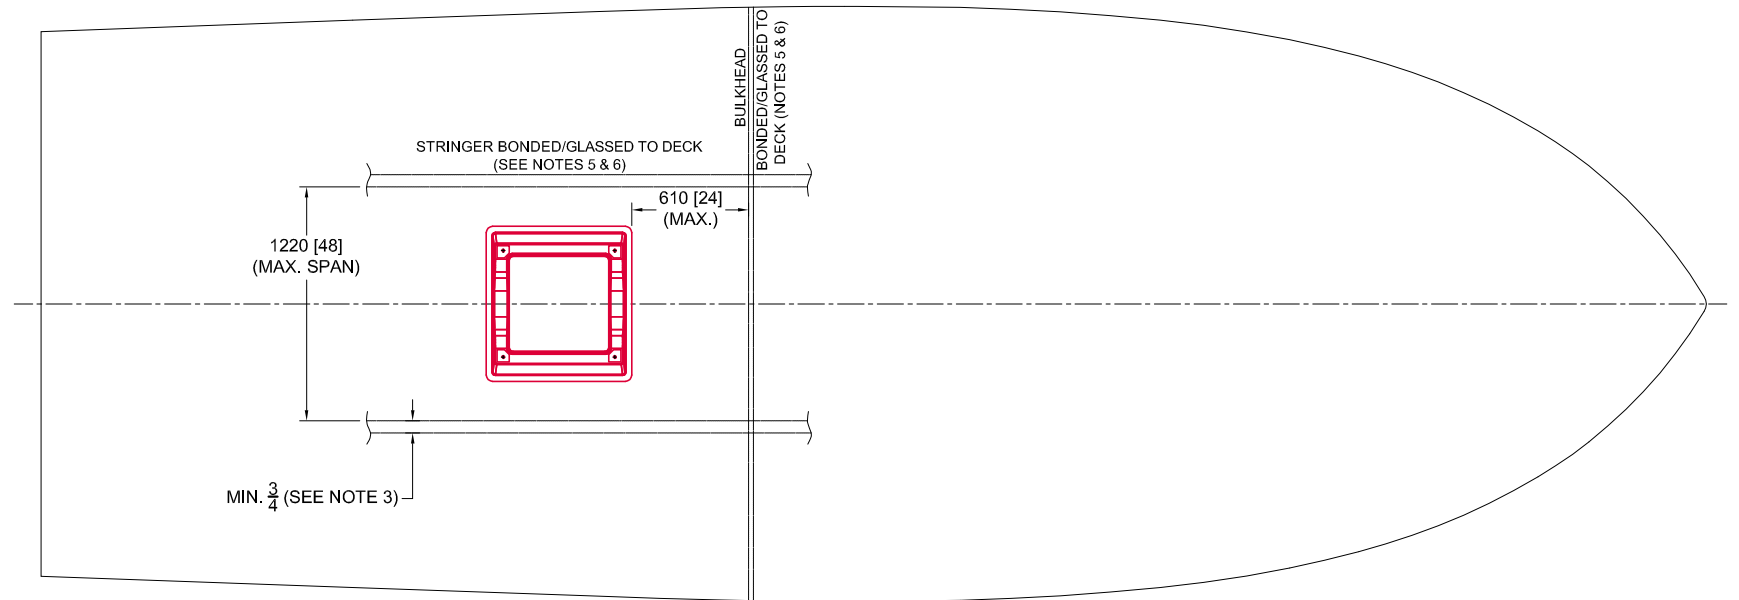 BULKHEAD
BONDED/GLASSED TO
DECK (NOTES 5 & 6)
STRINGER BONDED/GLASSED TO DECK
(SEE NOTES 5 & 6)
610 [24]
(MAX.)
1220 [48]
(MAX. SPAN)
MIN. 3/4 (SEE NOTE 3)